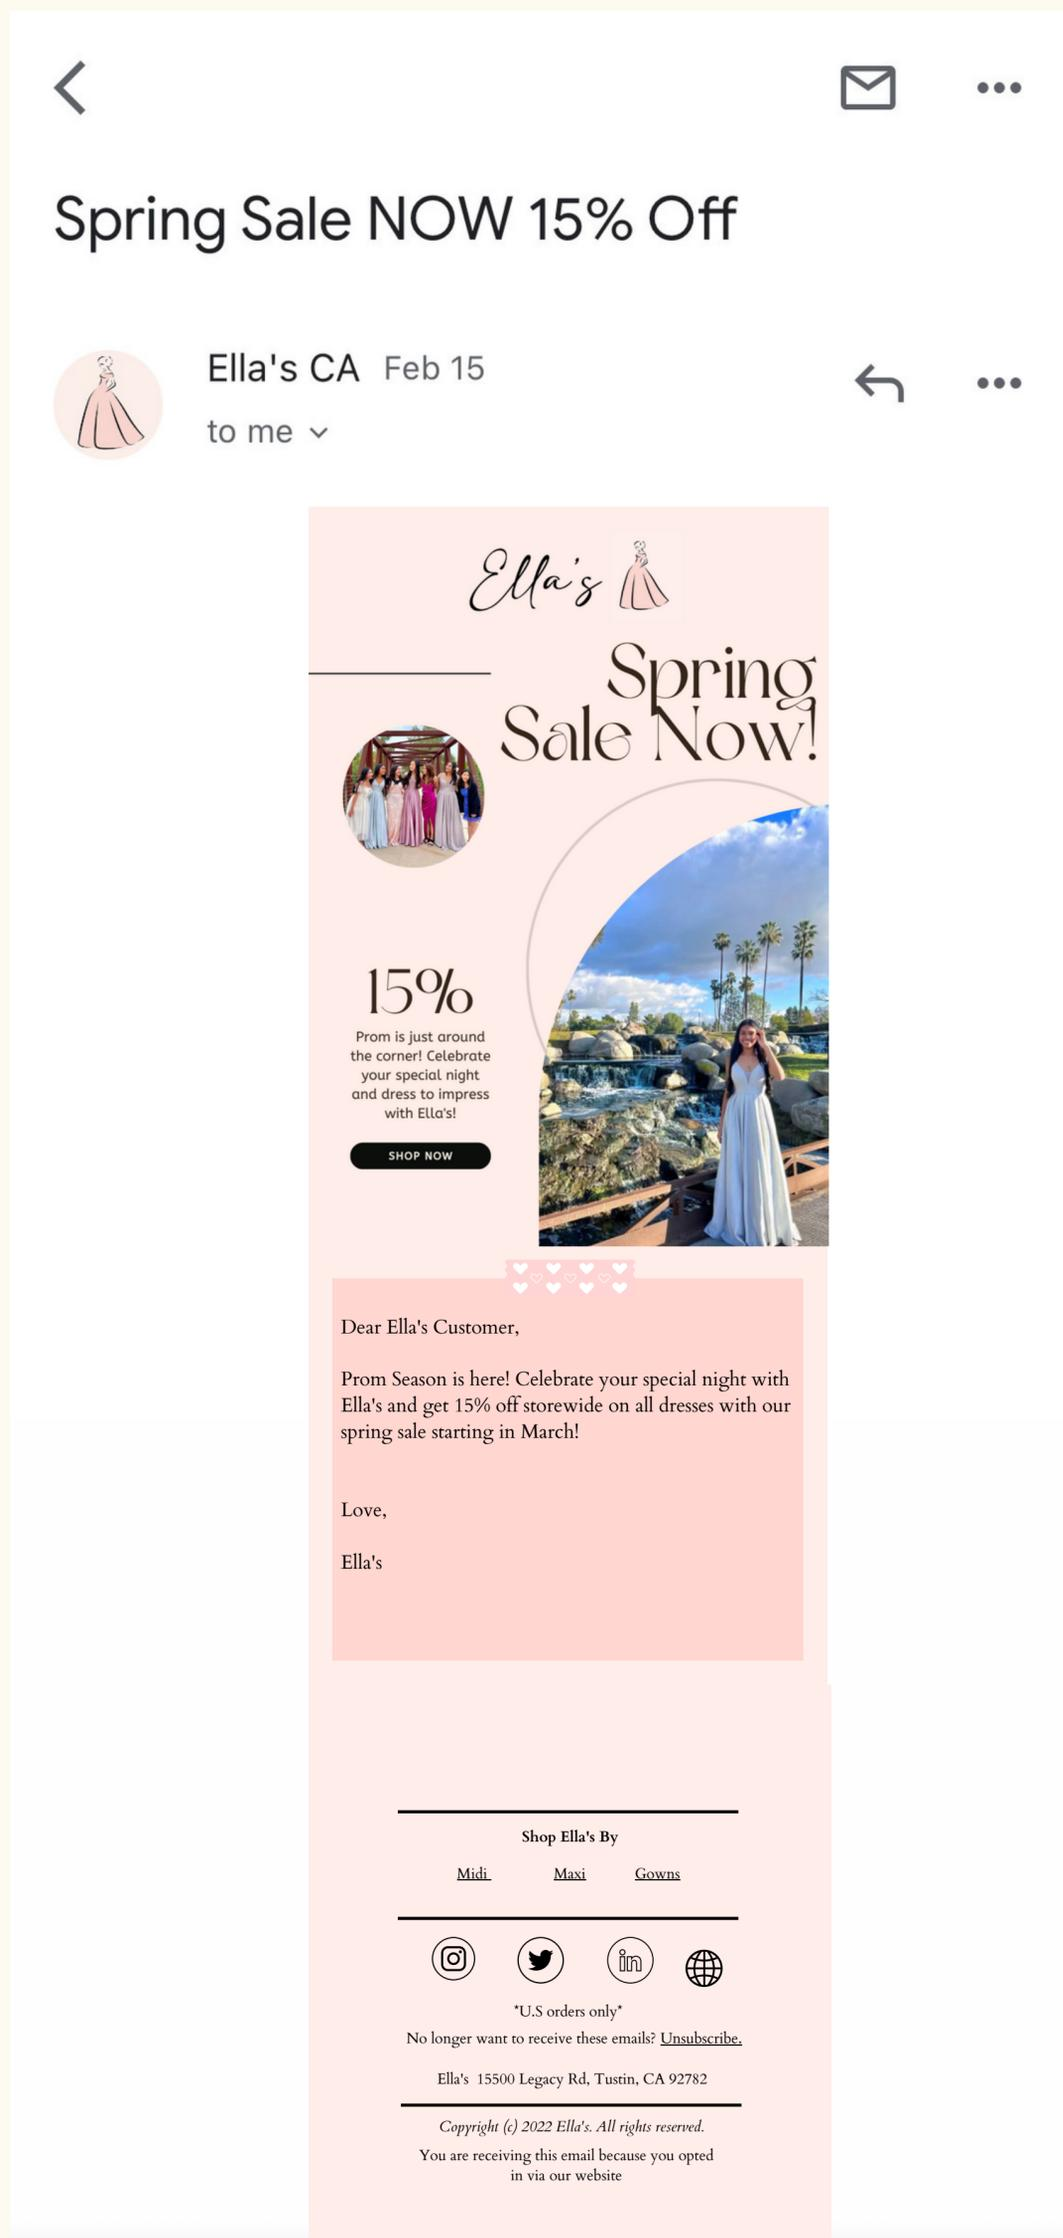 Spring Sale NOW 15% Off
Ella's CA Feb 15
to me
Ella's
Spring
Sale Now!
15%
Prom is just around
the corner! Celebrate
your special night
and dress to impress
with Ella's!
SHOP NOW
Dear Ella's Customer,
Prom Season is here! Celebrate your special night with
Ella's and get 15% off storewide on all dresses with our
spring sale starting in March!
Love,
Ella's
Shop Ella's By
Midi Maxi Gowns
in
*U.S orders only*
No longer want to receive these emails? Unsubscribe.
Ella's 15500 Legacy Rd, Tustin, CA 92782
Copyright (c) 2022 Ella's. All rights reserved.
You are receiving this email because you opted
in via our website